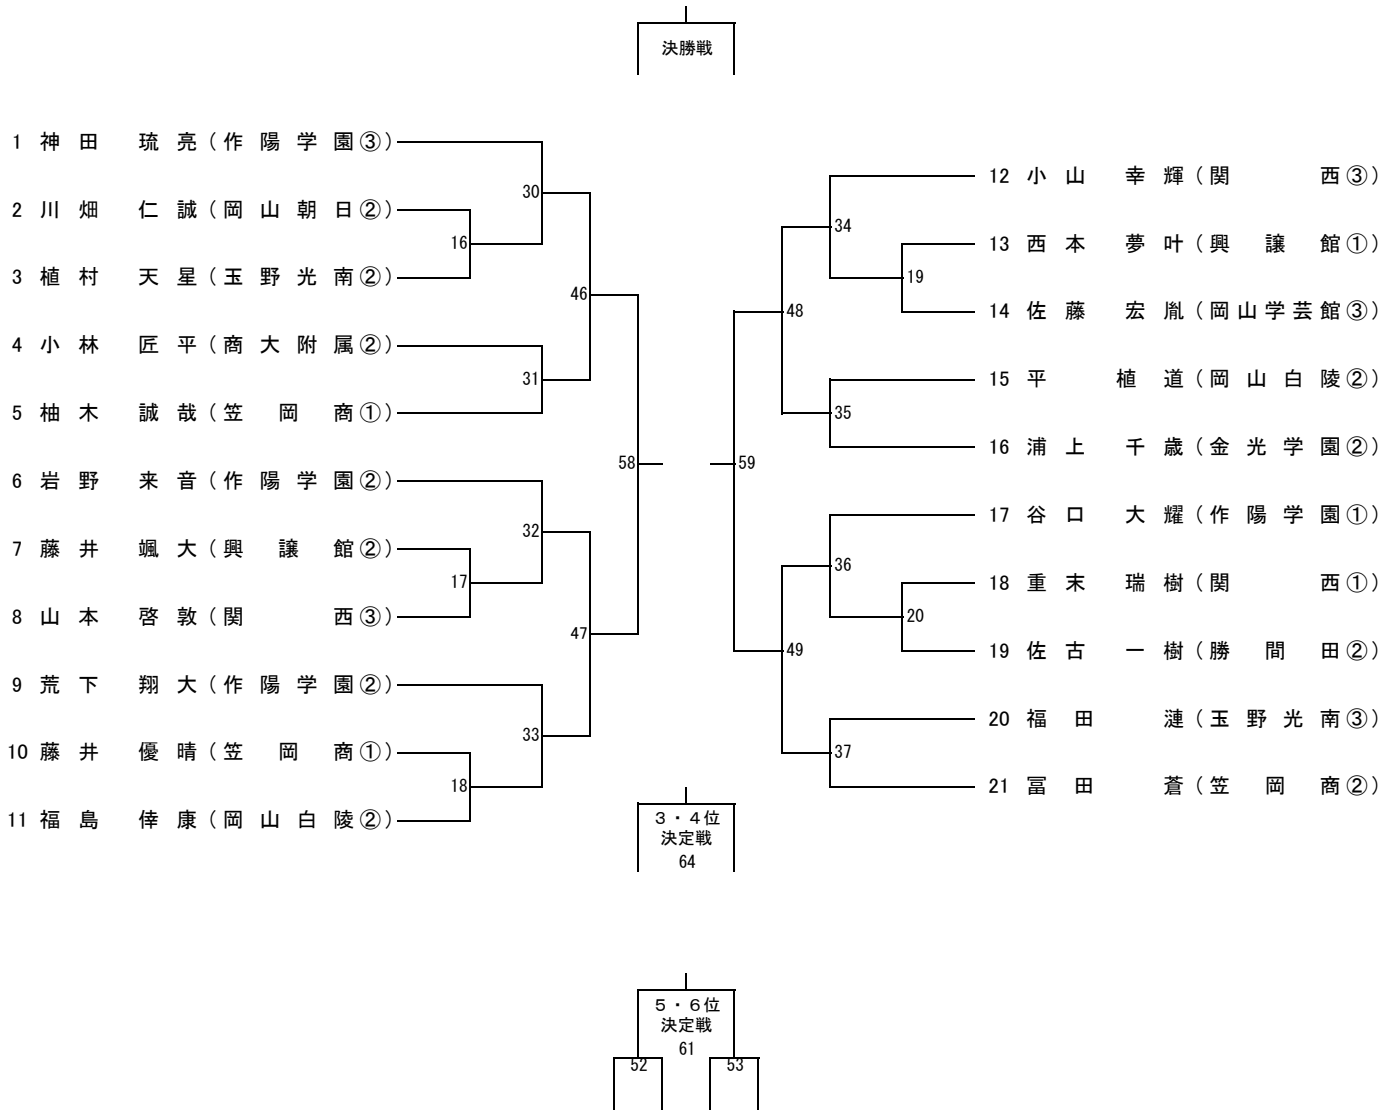 決勝戦
1 神田 琉亮(作陽学園③)
2 川畑 仁誠(岡山朝日②)
3 植村 天星(玉野光南②)
4 小林 匠平(商大附属②)
5 柚木 誠哉(笠岡商①)
6 岩野 来音(作陽学園②)
7 藤井 颯大(興譲館②)
8 山本 啓敦(関西③)
9 荒下 翔大(作陽学園②)
10 藤井 優晴(笠岡商①)
11 福島 倖康(岡山白陵②)
16
17
18
30
31
32
33
46
47
58
59
48
49
34
35
36
37
19
20
12 小山 幸輝(関西③)
13 西本 夢叶(興譲館①)
14 佐藤 宏胤(岡山学芸館③)
15 平 植道(岡山白陵②)
16 浦上 千歳(金光学園②)
17 谷口 大耀(作陽学園①)
18 重末 瑞樹(関西①)
19 佐古 一樹(勝間田②)
20 福田 漣(玉野光南③)
21 冨田 蒼(笠岡商②)
3・4位
決定戦
64
5・6位
決定戦
61
52
53